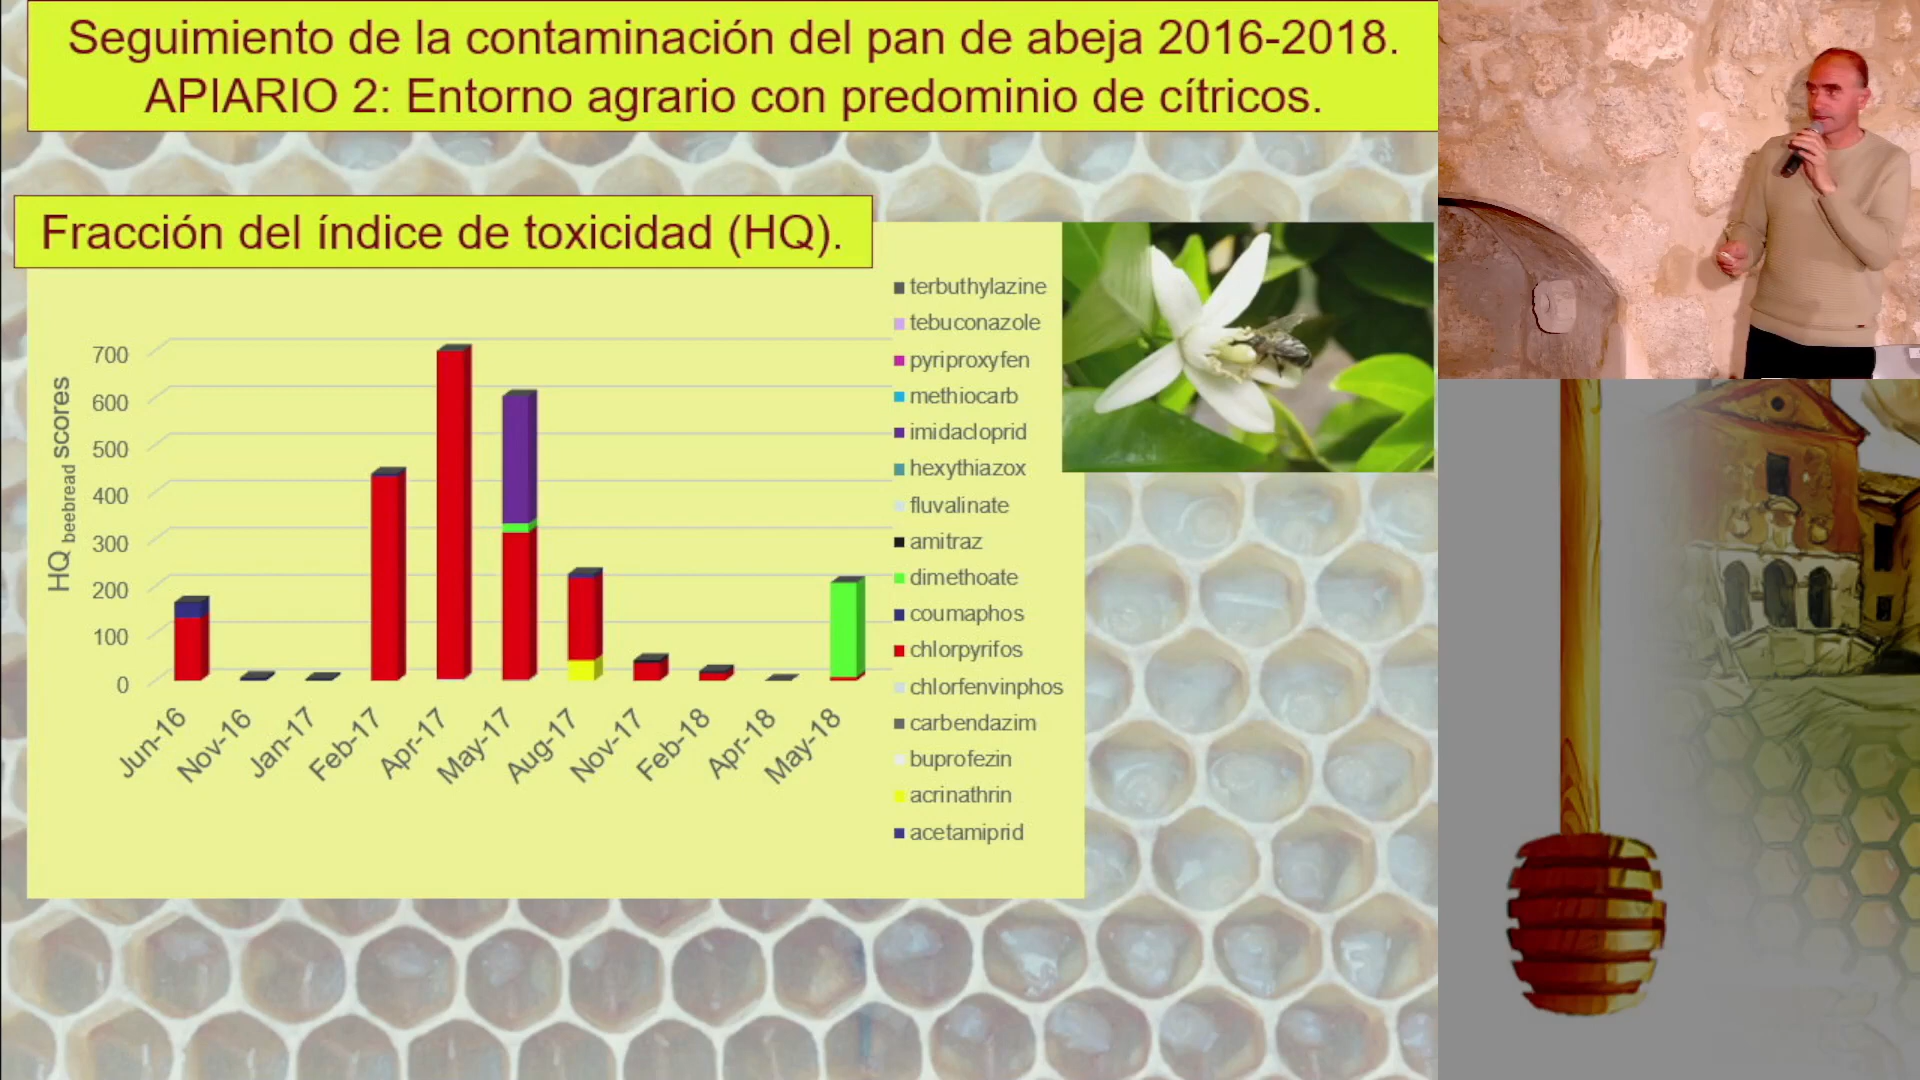 Seguimiento de la contaminación del pan de abeja 2016-2018.
APIARIO 2: Entorno agrario con predominio de cítricos.
Fracción del índice de toxicidad (HQ).
HQ beebread scores
700
600
500
400
300
200
100
0
Jun-16
Nov-16
Jan-17
Feb-17
Apr-17
May-17
Aug-17
Nov-17
Feb-18
Apr-18
May-18
terbuthylazine
tebuconazole
pyriproxyfen
methiocarb
imidacloprid
hexythiazox
fluvalinate
amitraz
dimethoate
coumaphos
chlorpyrifos
chlorfenvinphos
carbendazim
buprofezin
acrinathrin
acetamiprid